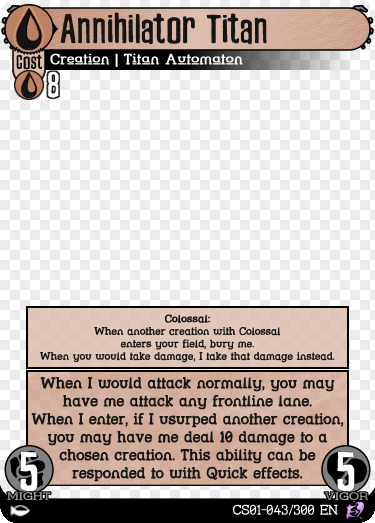 Annihilator Titan
Cost
Creation | Titan Automaton
8
Colossal:
When another creation with Colossal
enters your field, bury me.
When you would take damage, I take that damage instead.
When I would attack normally, you may
have me attack any frontline lane.
When I enter, if I usurped another creation,
you may have me deal 10 damage to a
chosen creation. This ability can be
responded to with Quick effects.
5
MIGHT
5
VIGOR
CS01-043/300 EN